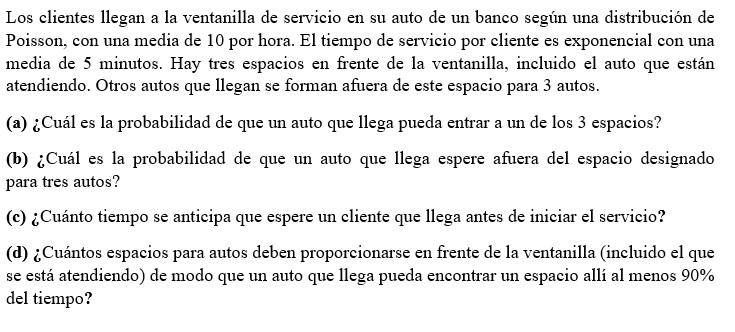 Los clientes llegan a la ventanilla de servicio en su auto de un banco según una distribución de
Poisson, con una media de 10 por hora. El tiempo de servicio por cliente es exponencial con una
media de 5 minutos. Hay tres espacios en frente de la ventanilla, incluido el auto que están
atendiendo. Otros autos que llegan se forman afuera de este espacio para 3 autos.
(a) ¿Cuál es la probabilidad de que un auto que llega pueda entrar a un de los 3 espacios?
(b) ¿Cuál es la probabilidad de que un auto que llega espere afuera del espacio designado
para tres autos?
(c) ¿Cuánto tiempo se anticipa que espere un cliente que llega antes de iniciar el servicio?
(d) ¿Cuántos espacios para autos deben proporcionarse en frente de la ventanilla (incluido el que
se está atendiendo) de modo que un auto que llega pueda encontrar un espacio allí al menos 90%
del tiempo?